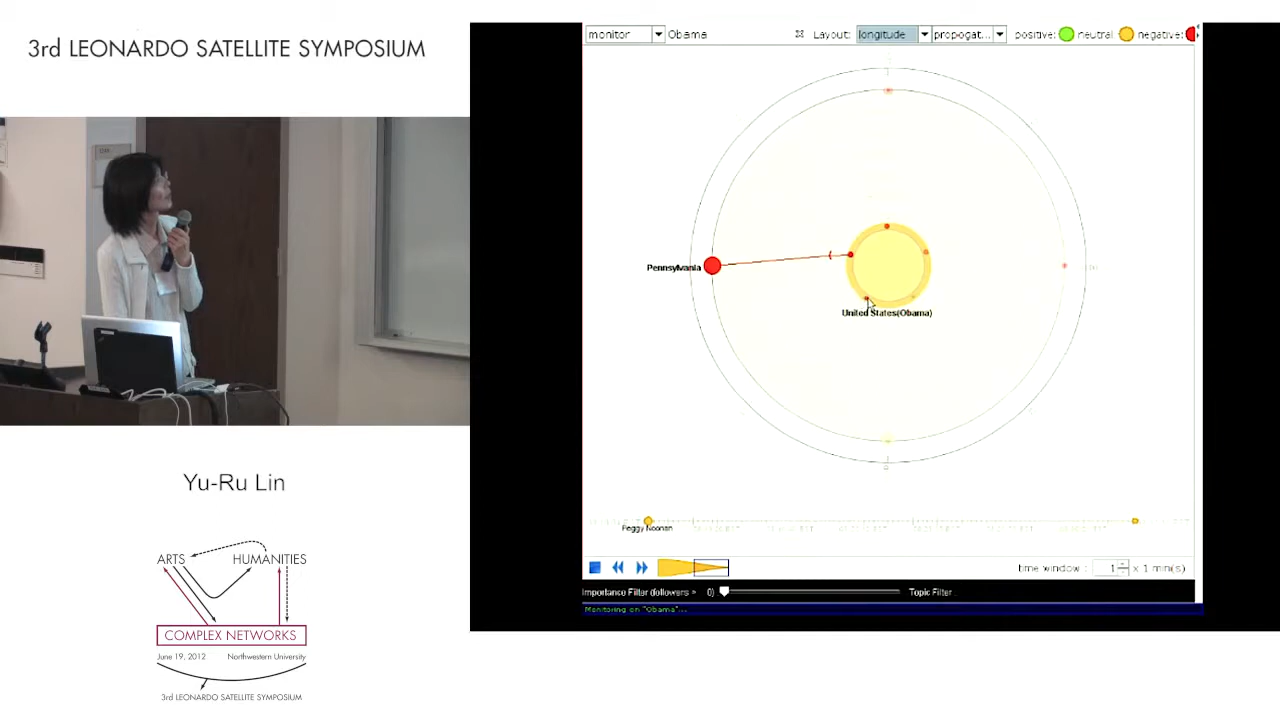 3rd LEONARDO SATELLITE SYMPOSIUM
monitor Obama Layout: longitude propogat... positive: neutral negative:
Pennsylvania
United States(Obama)
Peggy Noonan
time window : 1 x 1 min(s)
Importance Filter (followers > 0) Topic Filter
Monitoring on "Obama"...
Yu-Ru Lin
ARTS HUMANITIES
COMPLEX NETWORKS
June 19, 2012 Northwestern University
3rd LEONARDO SATELLITE SYMPOSIUM